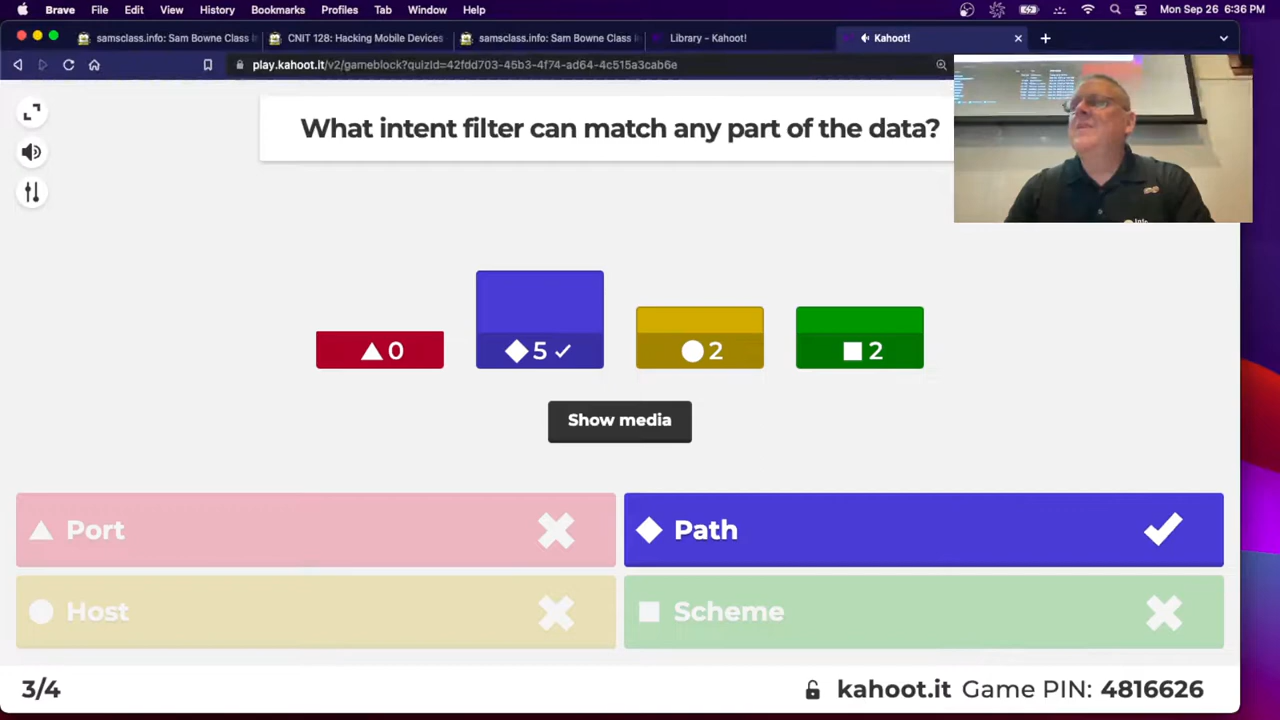 Brave File Edit View History Bookmarks Profiles Tab Window Help
Mon Sep 26 6:36 PM
samsclass.info: Sam Bowne Class I
CNIT 128: Hacking Mobile Devices
samsclass.info: Sam Bowne Class I
Library - Kahoot!
Kahoot!
play.kahoot.it/v2/gameblock?quizId=42fdd703-45b3-4f74-ad64-4c515a3cab6e
What intent filter can match any part of the data?
0
5
2
2
Show media
Port
Path
Host
Scheme
3/4
kahoot.it Game PIN: 4816626